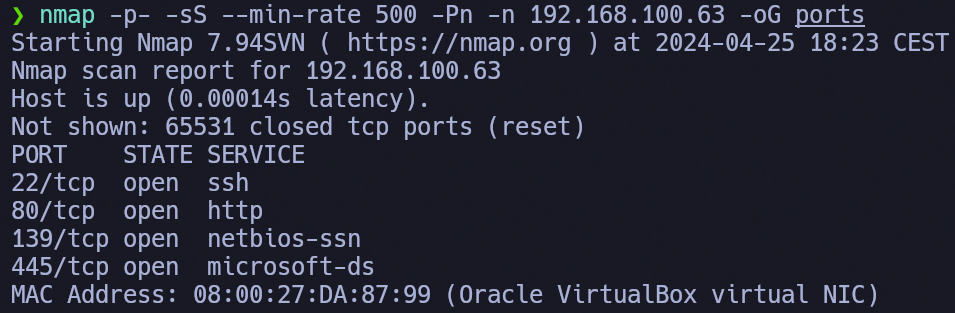 ❯ nmap -p- -sS --min-rate 500 -Pn -n 192.168.100.63 -oG ports
Starting Nmap 7.94SVN ( https://nmap.org ) at 2024-04-25 18:23 CEST
Nmap scan report for 192.168.100.63
Host is up (0.00014s latency).
Not shown: 65531 closed tcp ports (reset)
PORT    STATE SERVICE
22/tcp  open  ssh
80/tcp  open  http
139/tcp open  netbios-ssn
445/tcp open  microsoft-ds
MAC Address: 08:00:27:DA:87:99 (Oracle VirtualBox virtual NIC)